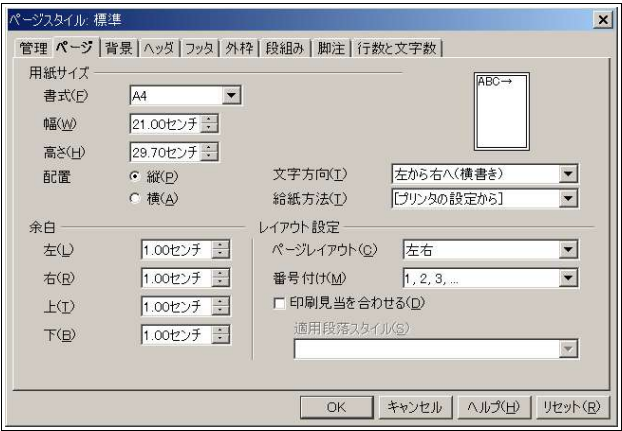 ページスタイル: 標準
管理 ページ 背景 ヘッダ フッタ 外枠 段組み 脚注 行数と文字数
用紙サイズ
書式(F) A4
ABC→
幅(W) 21.00センチ
高さ(H) 29.70センチ
配置 縦(P) 文字方向(T) 左から右へ(横書き)
横(A) 給紙方法(T) [プリンタの設定から]
余白 レイアウト設定
左(L) 1.00センチ ページレイアウト(C) 左右
右(R) 1.00センチ 番号付け(M) 1, 2, 3, ...
上(T) 1.00センチ 印刷見当を合わせる(D)
適用段落スタイル(S)
下(B) 1.00センチ
OK キャンセル ヘルプ(H) リセット(R)